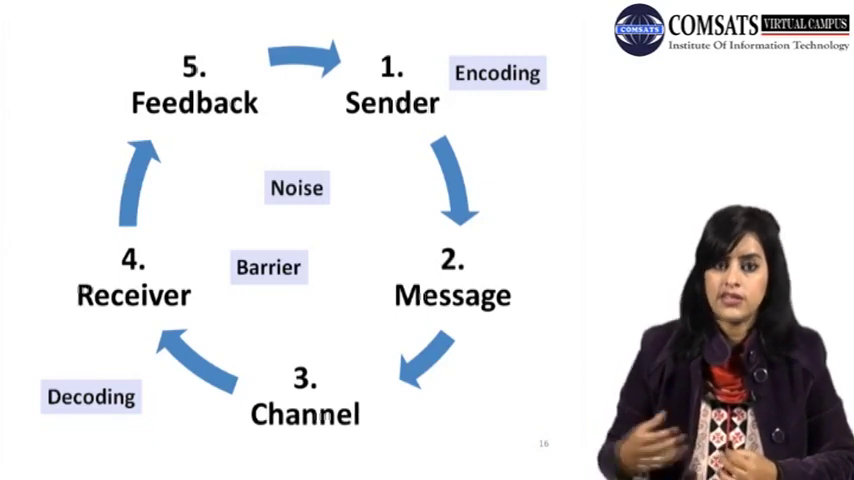 COMSATS VIRTUAL CAMPUS
COMSATS
Institute Of Information Technology
5.
Feedback
1.
Sender
Encoding
Noise
4.
Receiver
Barrier
2.
Message
Decoding
3.
Channel
16